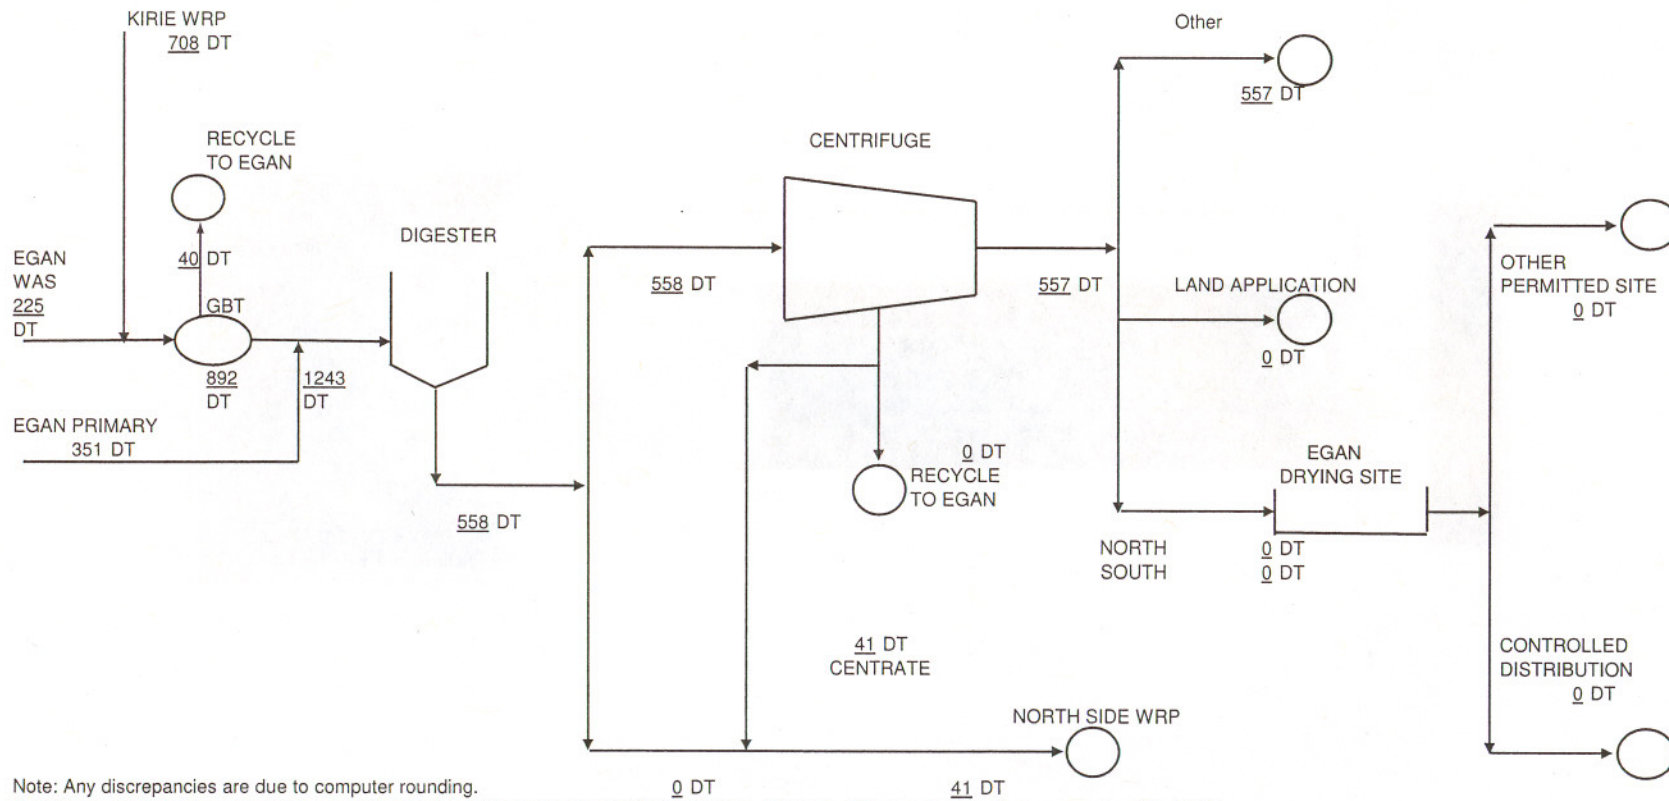 KIRIE WRP
708 DT
Other
557 DT
RECYCLE
TO EGAN
CENTRIFUGE
DIGESTER
EGAN
WAS
225
DT
40 DT
GBT
558 DT
557 DT
LAND APPLICATION
0 DT
OTHER
PERMITTED SITE
0 DT
892
DT
1243
DT
EGAN PRIMARY
351 DT
0 DT
RECYCLE
TO EGAN
EGAN
DRYING SITE
558 DT
NORTH 0 DT
SOUTH 0 DT
41 DT
CENTRATE
CONTROLLED
DISTRIBUTION
0 DT
NORTH SIDE WRP
Note: Any discrepancies are due to computer rounding.
0 DT
41 DT